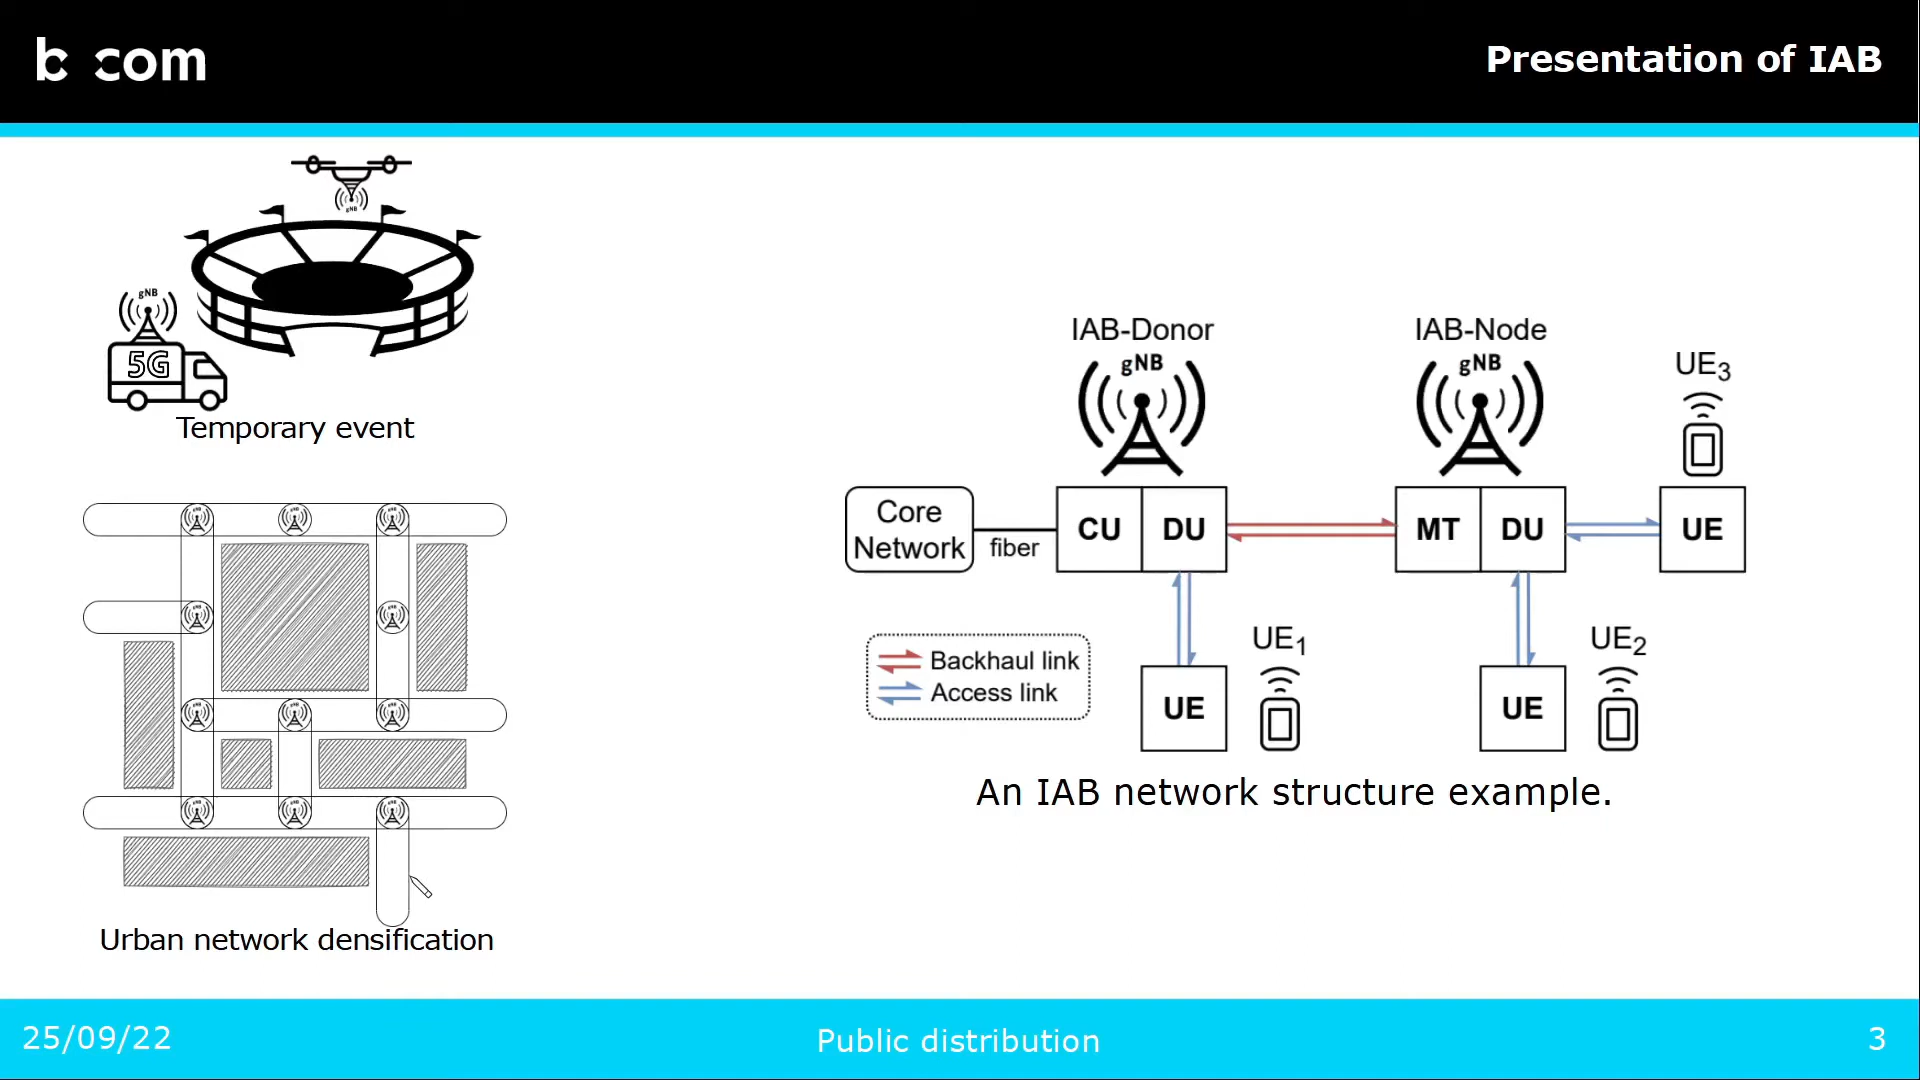 b com
Presentation of IAB
gNB
gNB
5G
Temporary event
Urban network densification
IAB-Donor
gNB
IAB-Node
gNB
UE3
Core
Network
fiber
CU
DU
MT
DU
UE
Backhaul link
Access link
UE1
UE
UE2
UE
An IAB network structure example.
25/09/22
Public distribution
3